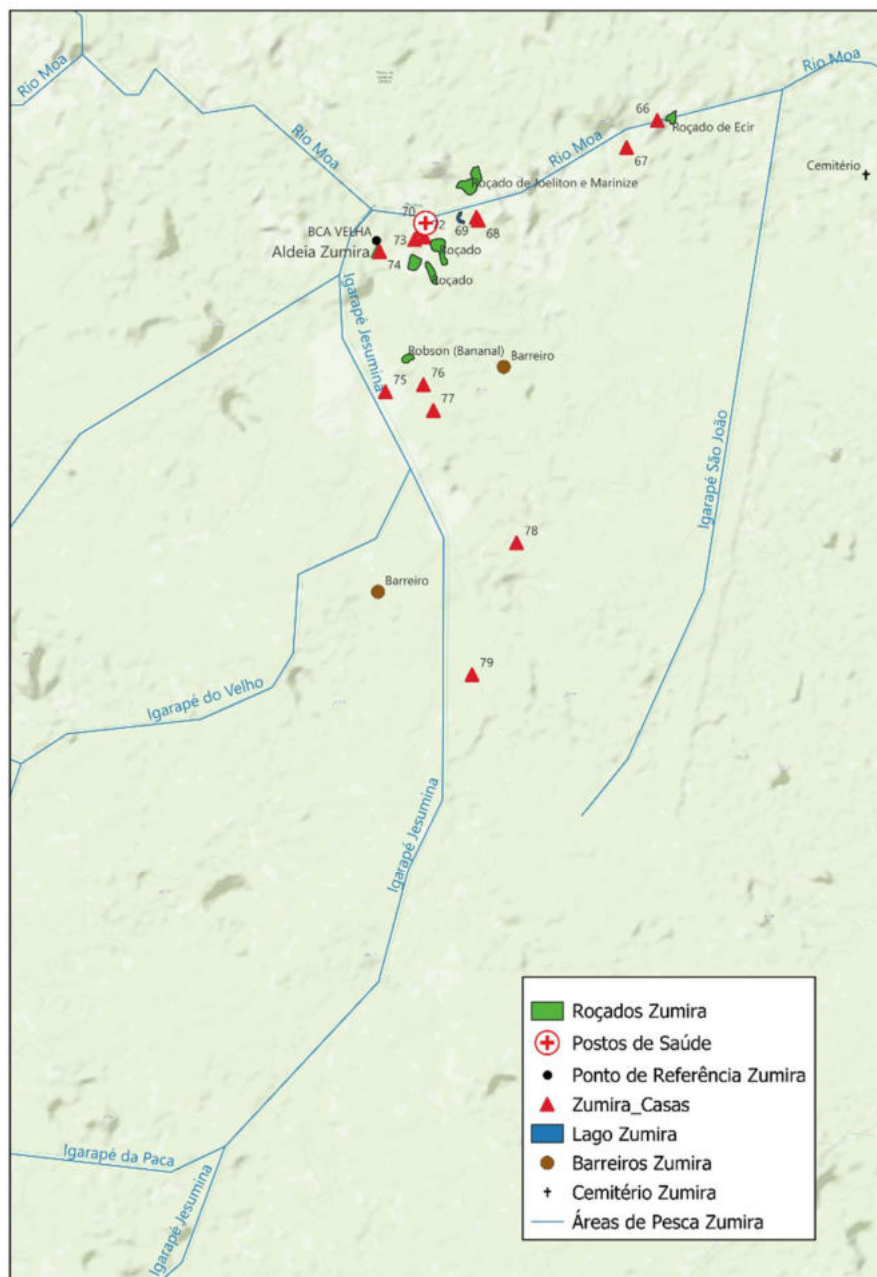 Rio Moa
Rio Moa
66
Roçado de Ecir
Rio Moa
67
Rio Moa
Cemitério
Roçado de Joeliton e Marinize
70
72
69
68
BCA VELHA
73
Aldeia Zumira
Roçado
74
Roçado
Igarapé Jesumina
Robson (Bananal)
Barreiro
75
76
77
Igarapé São João
78
Barreiro
79
Igarapé do Velho
Igarapé Jesumina
Igarapé da Paca
Igarapé Jesumina
Roçados Zumira
Postos de Saúde
Ponto de Referência Zumira
Zumira_Casas
Lago Zumira
Barreiros Zumira
Cemitério Zumira
Áreas de Pesca Zumira